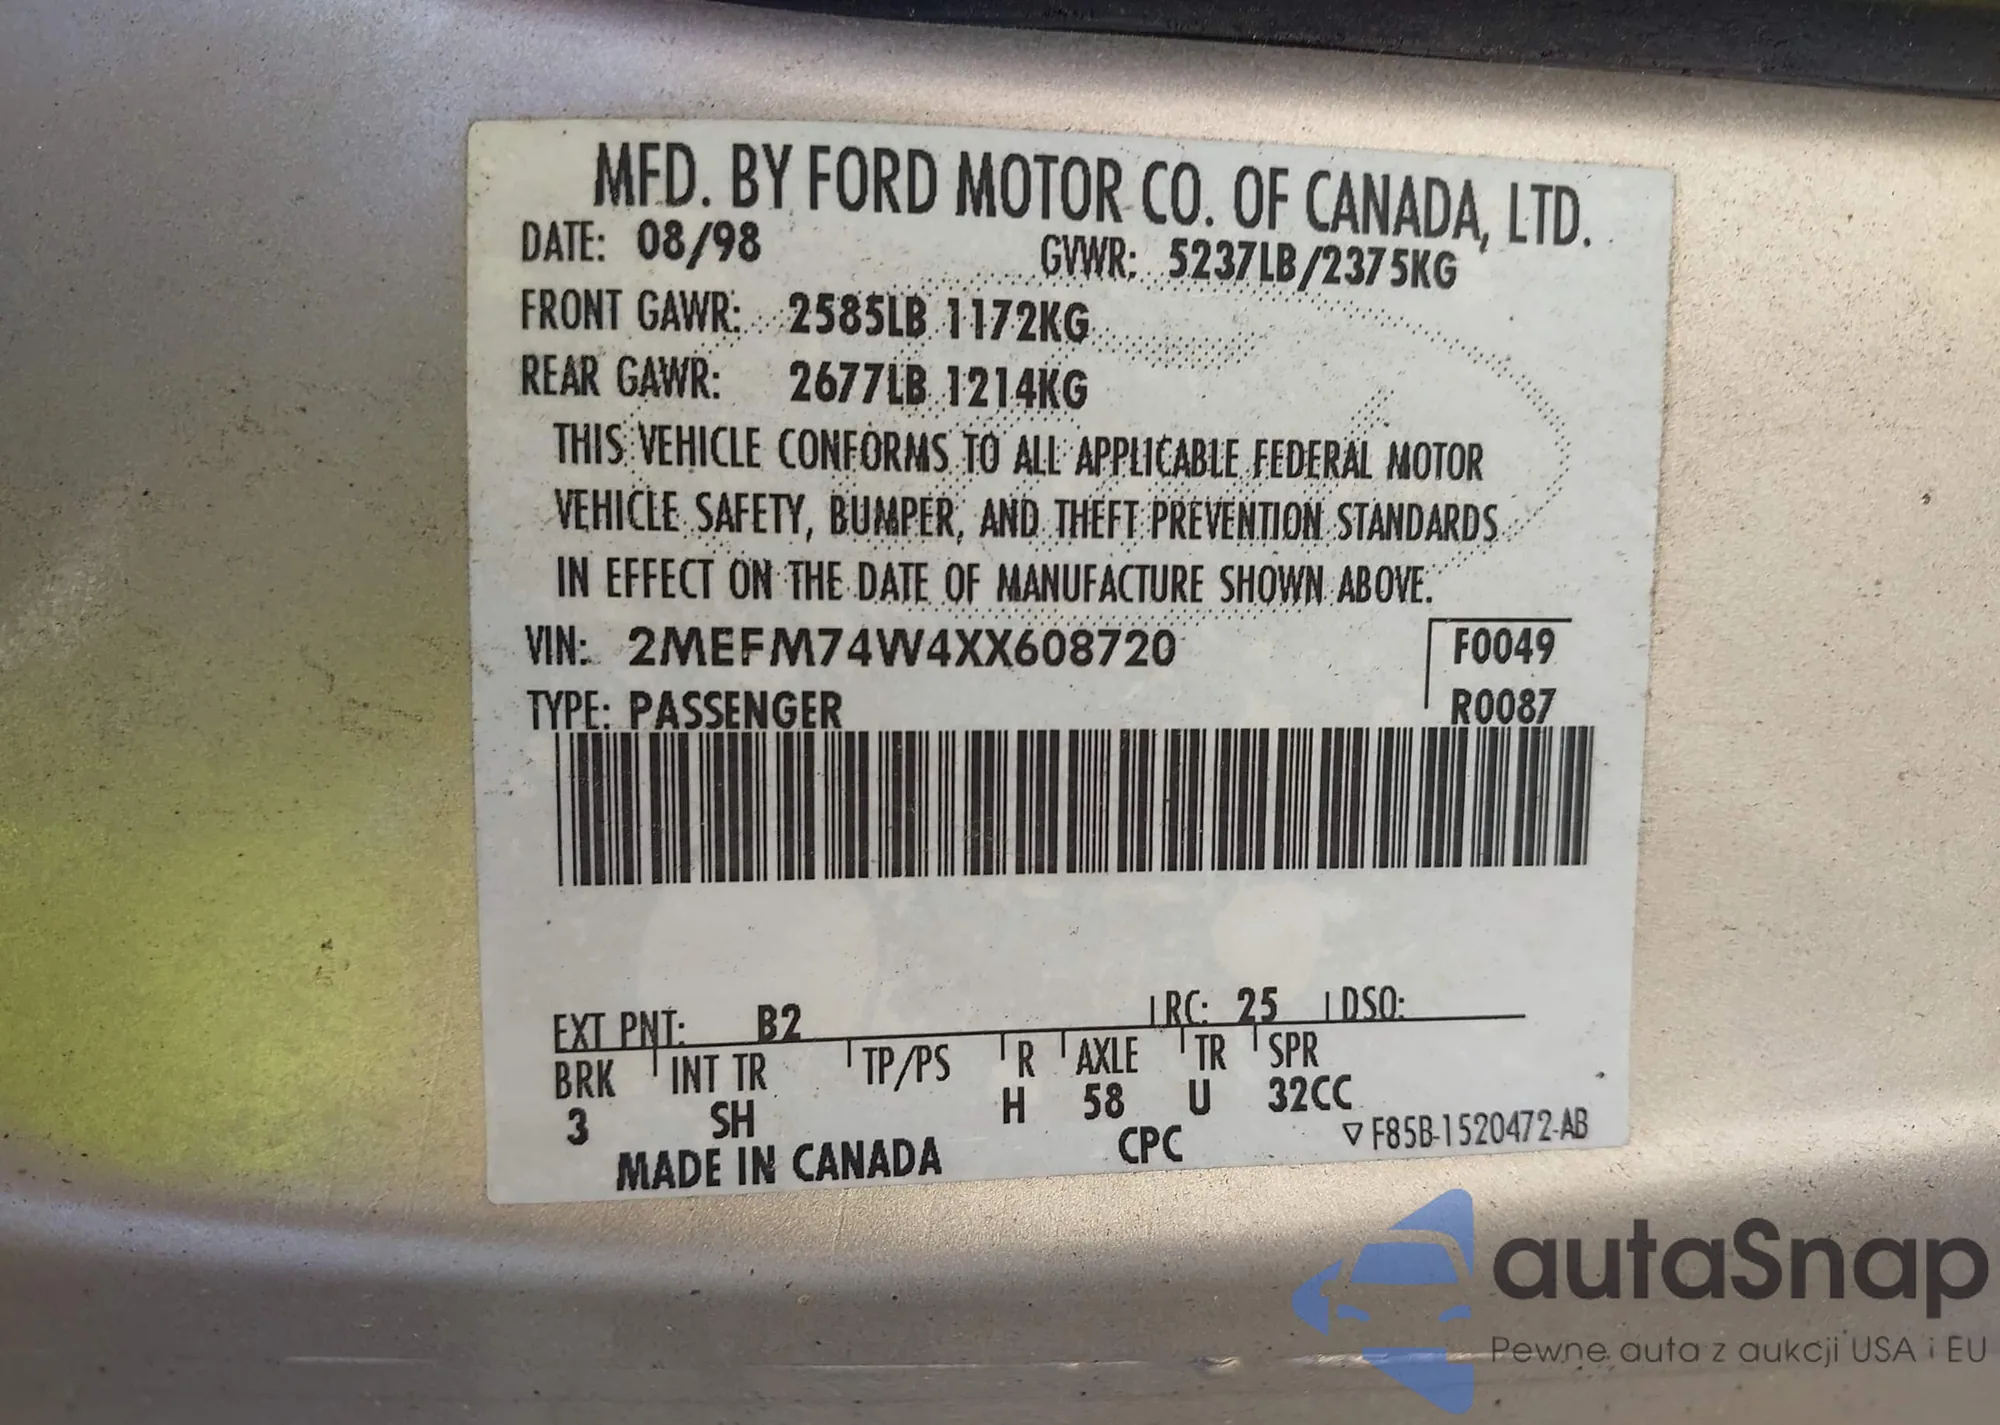 MFD. BY FORD MOTOR CO. OF CANADA, LTD.
DATE: 08/98 GVWR: 5237LB/2375KG
FRONT GAWR: 2585LB 1172KG
REAR GAWR: 2677LB 1214KG
THIS VEHICLE CONFORMS TO ALL APPLICABLE FEDERAL MOTOR
VEHICLE SAFETY, BUMPER, AND THEFT PREVENTION STANDARDS
IN EFFECT ON THE DATE OF MANUFACTURE SHOWN ABOVE.
VIN: 2MEFM74W4XX608720 F0049
TYPE: PASSENGER R0087
EXT PNT: B2 RC: 25 DSO:
BRK INT TR TP/PS R AXLE TR SPR
3 SH H 58 U 32CC
MADE IN CANADA CPC ▽ F85B-1520472-AB
autaSnap
Pewne auta z aukcji USA i EU